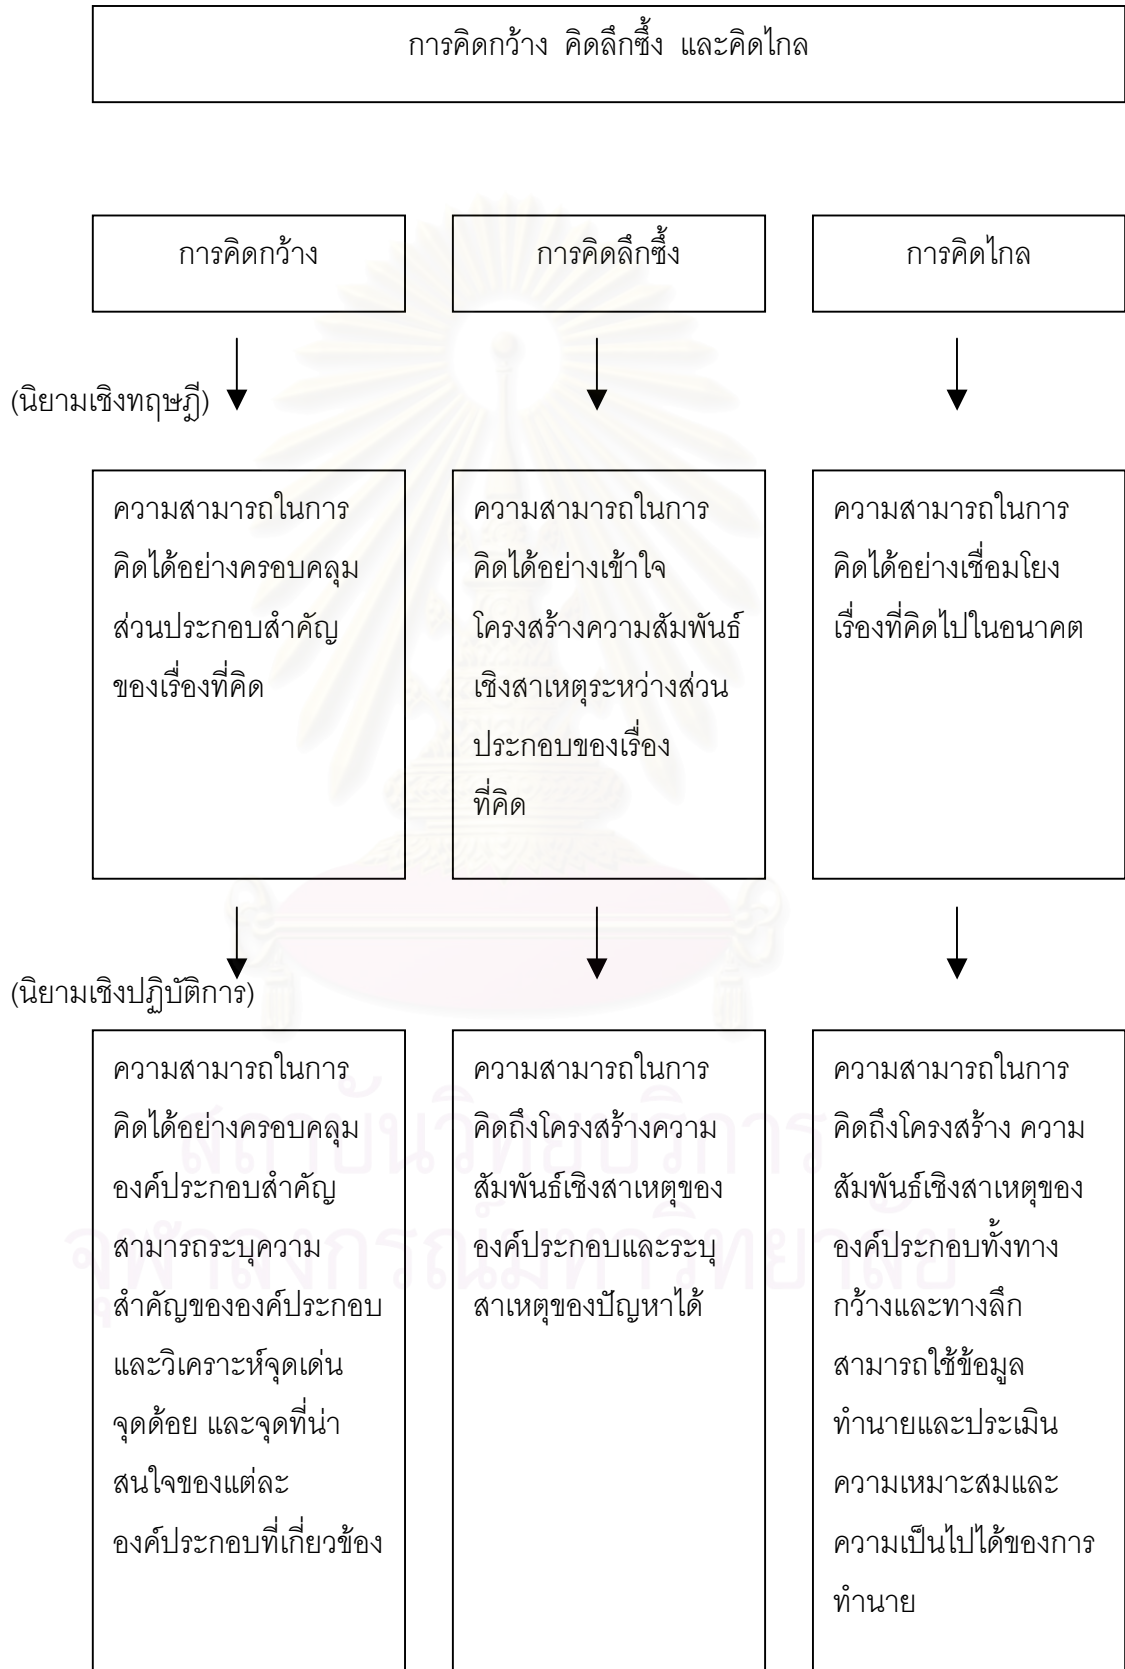 การคิดกว้าง คิดลึกซึ้ง และคิดไกล
การคิดกว้าง
การคิดลึกซึ้ง
การคิดไกล
(นิยามเชิงทฤษฎี)
ความสามารถในการ
คิดได้อย่างครอบคลุม
ส่วนประกอบสำคัญ
ของเรื่องที่คิด
ความสามารถในการ
คิดได้อย่างเข้าใจ
โครงสร้างความสัมพันธ์
เชิงสาเหตุระหว่างส่วน
ประกอบของเรื่อง
ที่คิด
ความสามารถในการ
คิดได้อย่างเชื่อมโยง
เรื่องที่คิดไปในอนาคต
(นิยามเชิงปฏิบัติการ)
ความสามารถในการ
คิดได้อย่างครอบคลุม
องค์ประกอบสำคัญ
สามารถระบุความ
สำคัญขององค์ประกอบ
และวิเคราะห์จุดเด่น
จุดด้อย และจุดที่น่า
สนใจของแต่ละ
องค์ประกอบที่เกี่ยวข้อง
ความสามารถในการ
คิดถึงโครงสร้างความ
สัมพันธ์เชิงสาเหตุของ
องค์ประกอบและระบุ
สาเหตุของปัญหาได้
ความสามารถในการ
คิดถึงโครงสร้าง ความ
สัมพันธ์เชิงสาเหตุของ
องค์ประกอบทั้งทาง
กว้างและทางลึก
สามารถใช้ข้อมูล
ทำนายและประเมิน
ความเหมาะสมและ
ความเป็นไปได้ของการ
ทำนาย
สถาบันวิทยบริการ
จุฬาลงกรณ์มหาวิทยาลัย